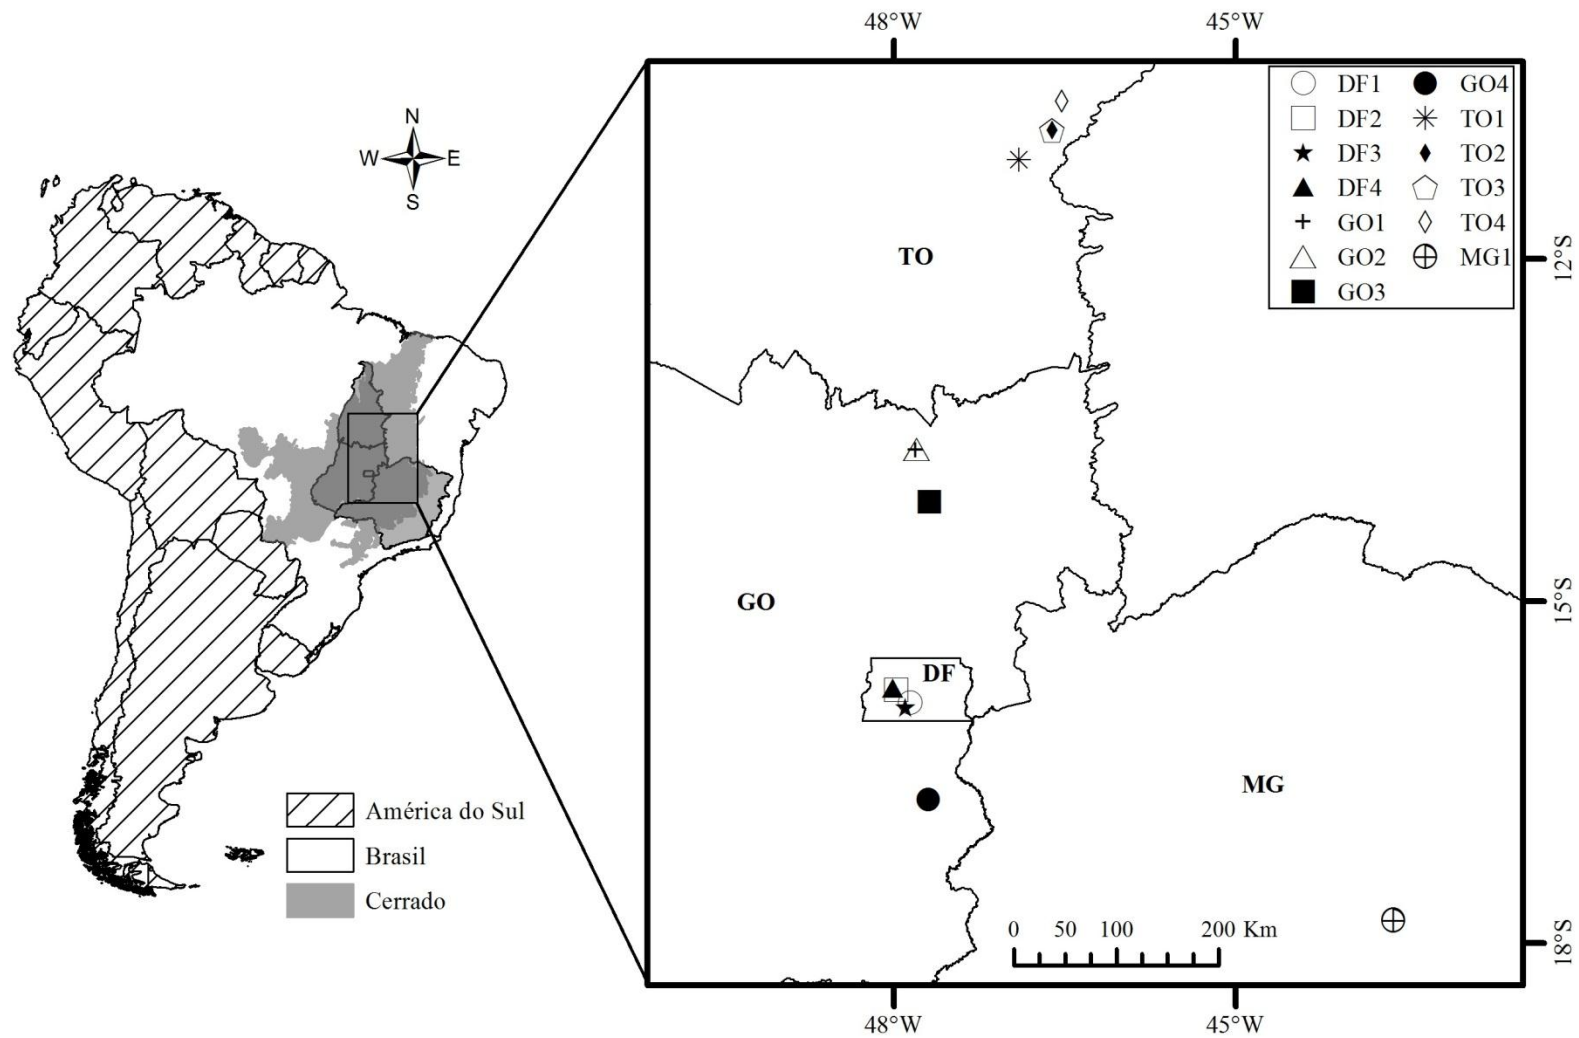 48°W 45°W
N
W E
S
DF1 GO4
DF2 TO1
DF3 TO2
DF4 TO3
GO1 TO4
GO2 MG1
GO3
TO
12°S
GO
15°S
DF
MG
América do Sul
Brasil
Cerrado
0 50 100 200 Km
18°S
48°W 45°W